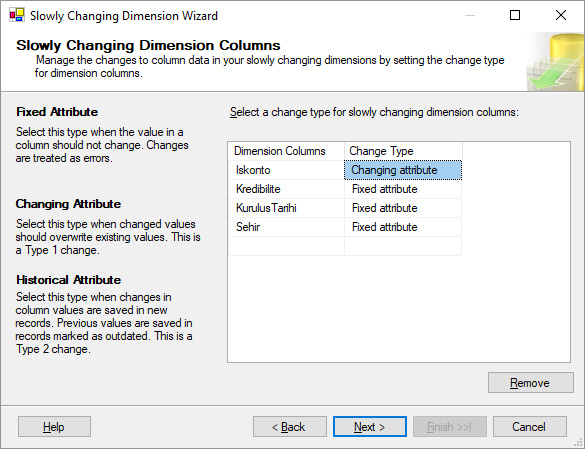 Slowly Changing Dimension Wizard
Slowly Changing Dimension Columns
Manage the changes to column data in your slowly changing dimensions by setting the change type
for dimension columns.
Fixed Attribute
Select this type when the value in a
column should not change. Changes
are treated as errors.
Changing Attribute
Select this type when changed values
should overwrite existing values. This is
a Type 1 change.
Historical Attribute
Select this type when changes in
column values are saved in new
records. Previous values are saved in
records marked as outdated. This is a
Type 2 change.
Select a change type for slowly changing dimension columns:
Dimension Columns Change Type
Iskonto Changing attribute
Kredibilite Fixed attribute
KurulusTarihi Fixed attribute
Sehir Fixed attribute
Remove
Help < Back Next > Finish >>| Cancel